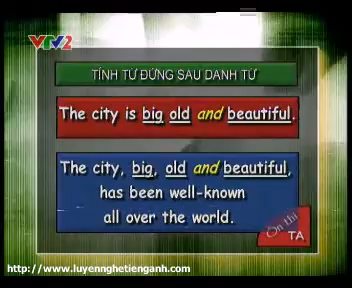 VTV2
TÍNH TỪ ĐỨNG SAU DANH TỪ
The city is big old and beautiful.
The city, big, old and beautiful,
has been well-known
all over the world.
Ôn thi
TA
http://www.luyennghetienganh.com